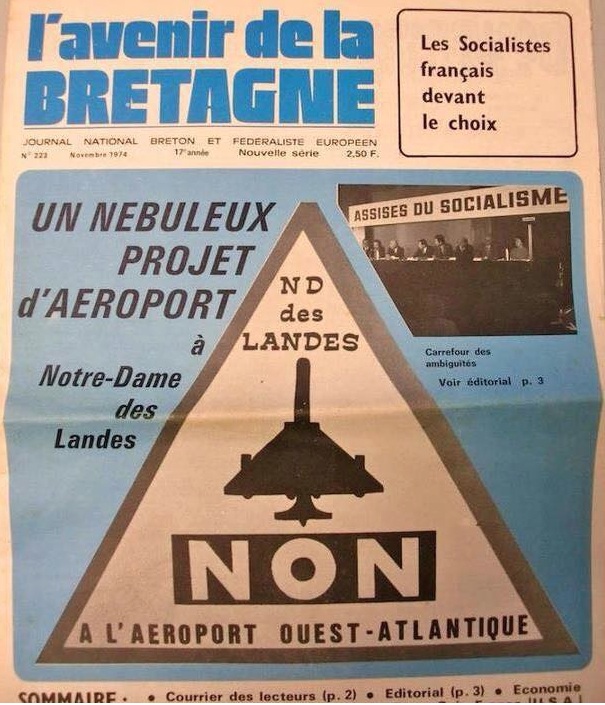 l'avenir de la
BRETAGNE
JOURNAL NATIONAL BRETON ET FEDERALISTE EUROPEEN
N° 223 Novembre 1974 17e année Nouvelle série 2,50 F.
Les Socialistes
français
devant
le choix
UN NEBULEUX
PROJET
d'AEROPORT
à
Notre-Dame
des
Landes
ASSISES DU SOCIALISME
Carrefour des
ambiguités
Voir éditorial p. 3
ND
des
LANDES
NON
A L'AEROPORT OUEST-ATLANTIQUE
SOMMAIRE : • Courrier des lecteurs (p. 2) • Editorial (p. 3) • Economie